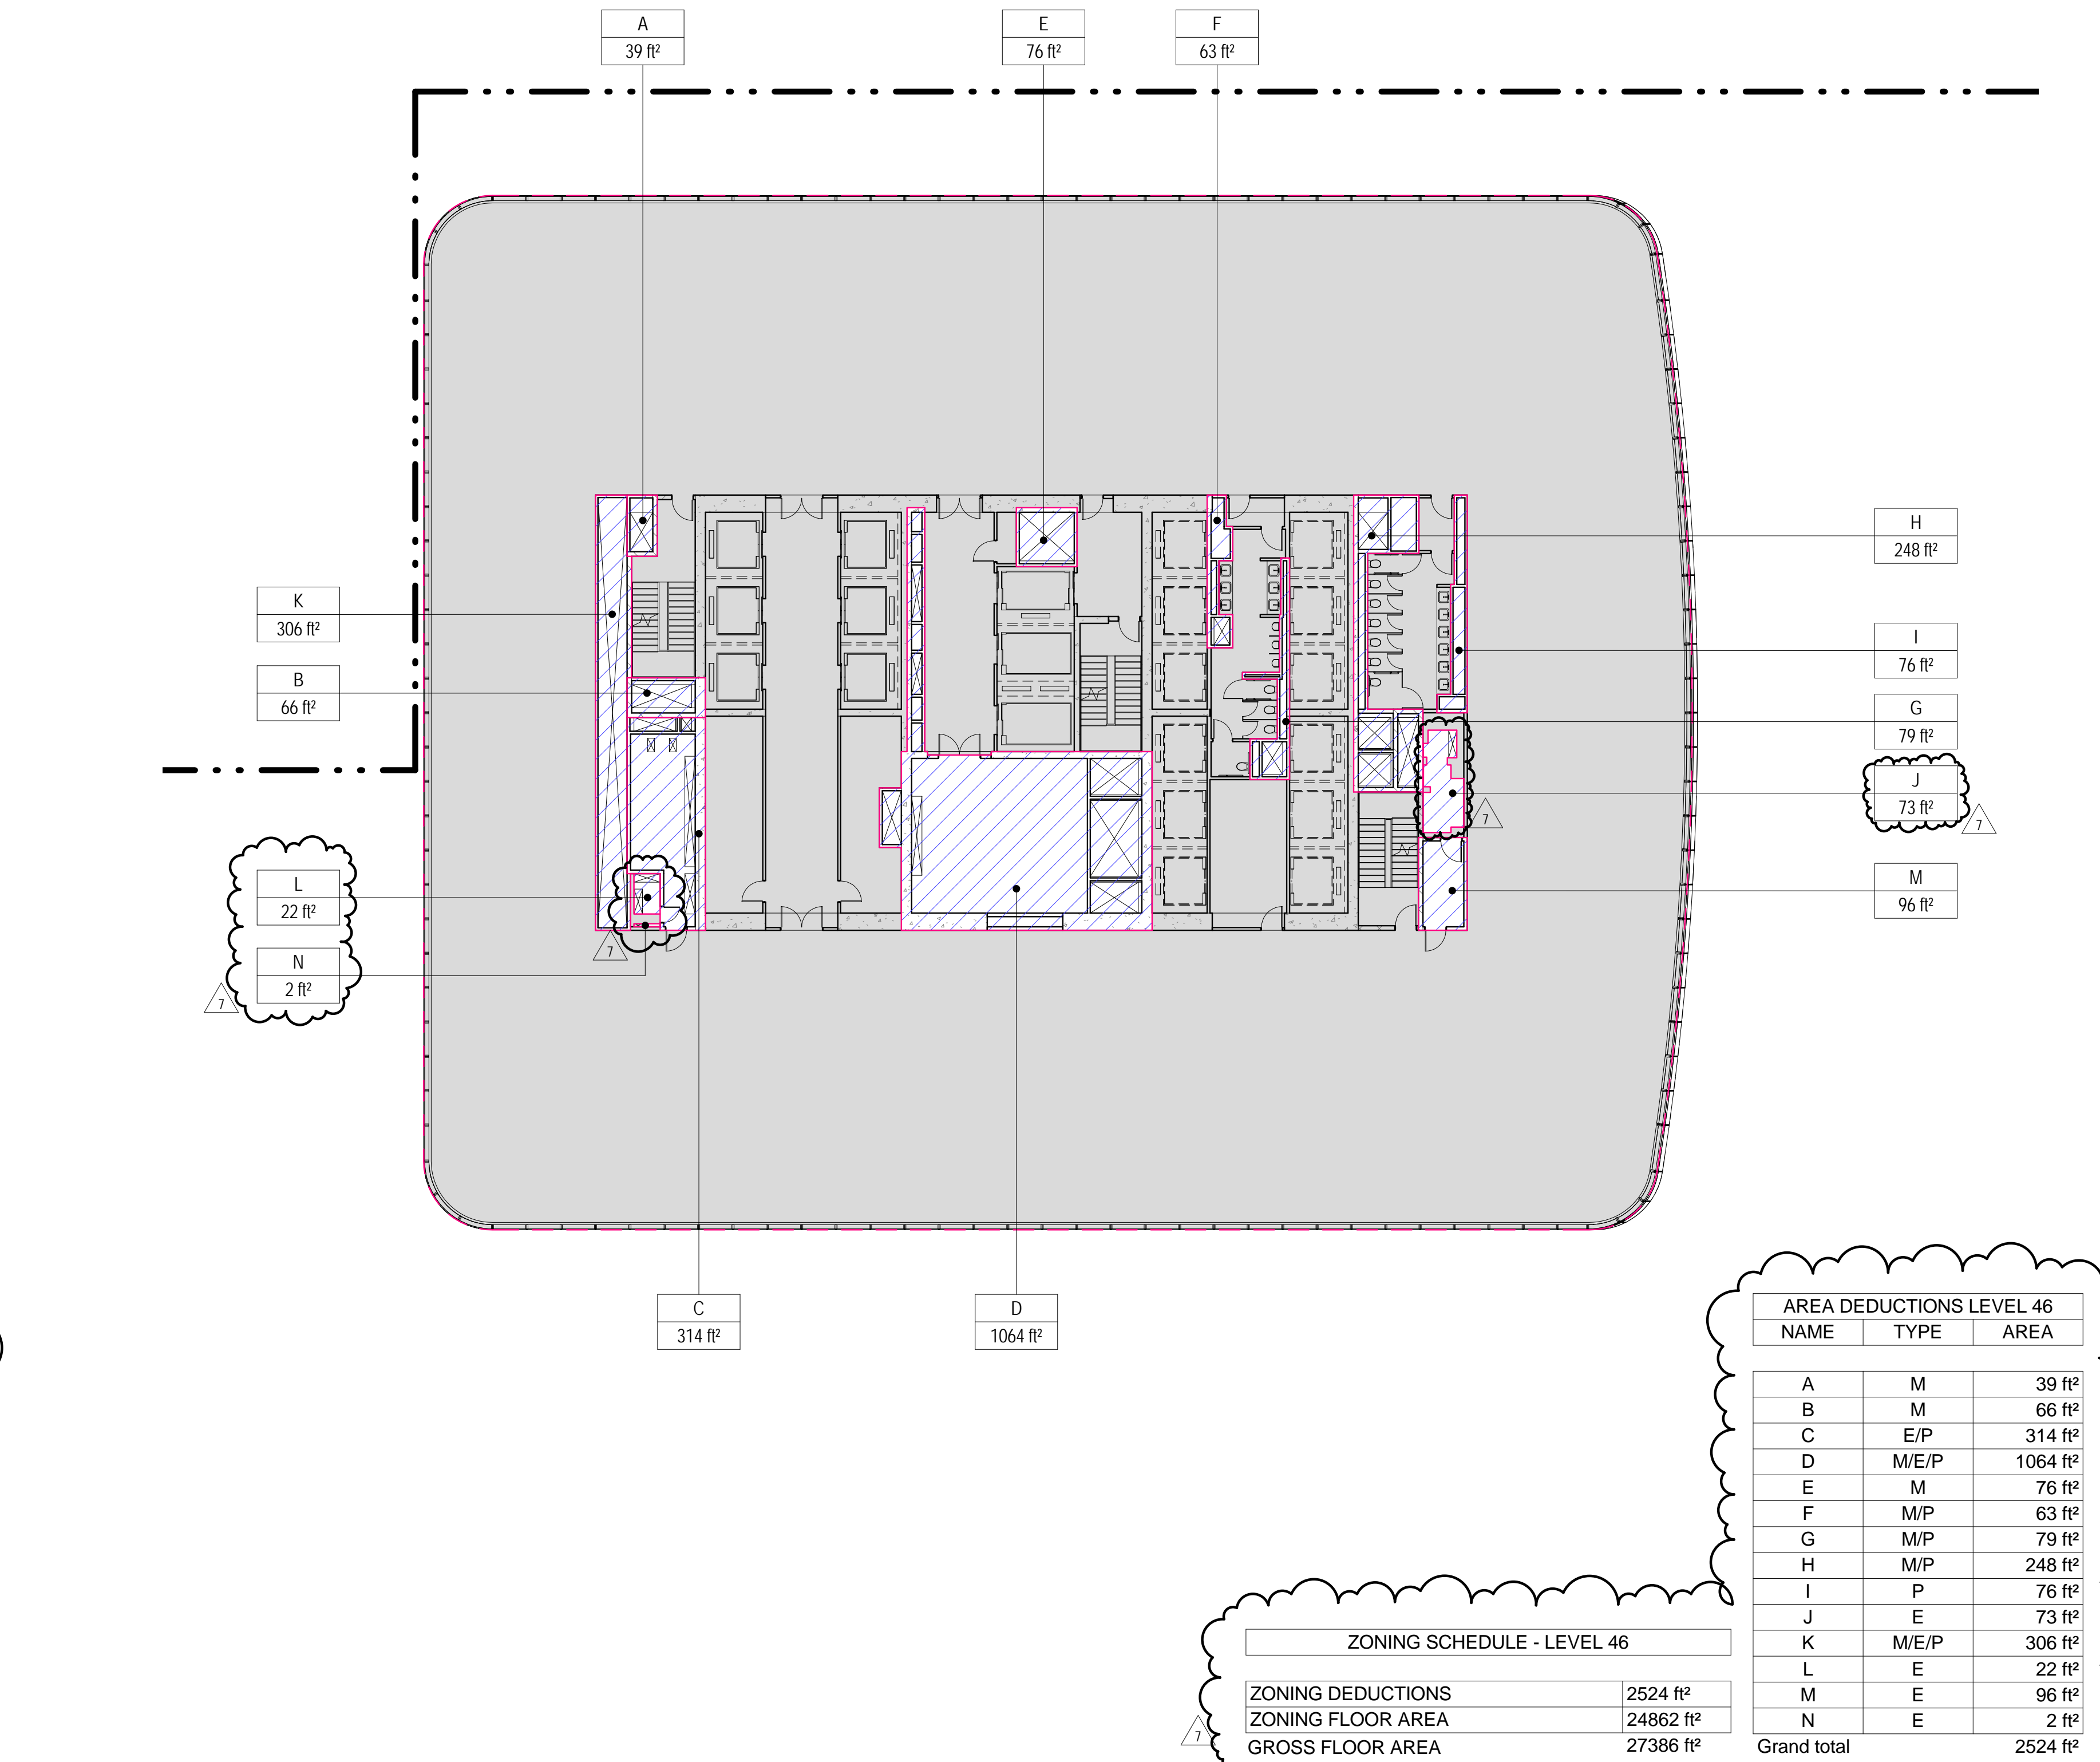 A
39 ft²
E
76 ft²
F
63 ft²
H
248 ft²
K
306 ft²
I
76 ft²
B
66 ft²
G
79 ft²
J
73 ft²
7
7
M
96 ft²
L
22 ft²
N
2 ft²
7
7
C
314 ft²
D
1064 ft²
AREA DEDUCTIONS LEVEL 46
NAME TYPE AREA
A M 39 ft²
B M 66 ft²
C E/P 314 ft²
D M/E/P 1064 ft²
E M 76 ft²
F M/P 63 ft²
G M/P 79 ft²
H M/P 248 ft²
I P 76 ft²
J E 73 ft²
K M/E/P 306 ft²
L E 22 ft²
M E 96 ft²
N E 2 ft²
Grand total 2524 ft²
ZONING SCHEDULE - LEVEL 46
ZONING DEDUCTIONS 2524 ft²
ZONING FLOOR AREA 24862 ft²
GROSS FLOOR AREA 27386 ft²
7